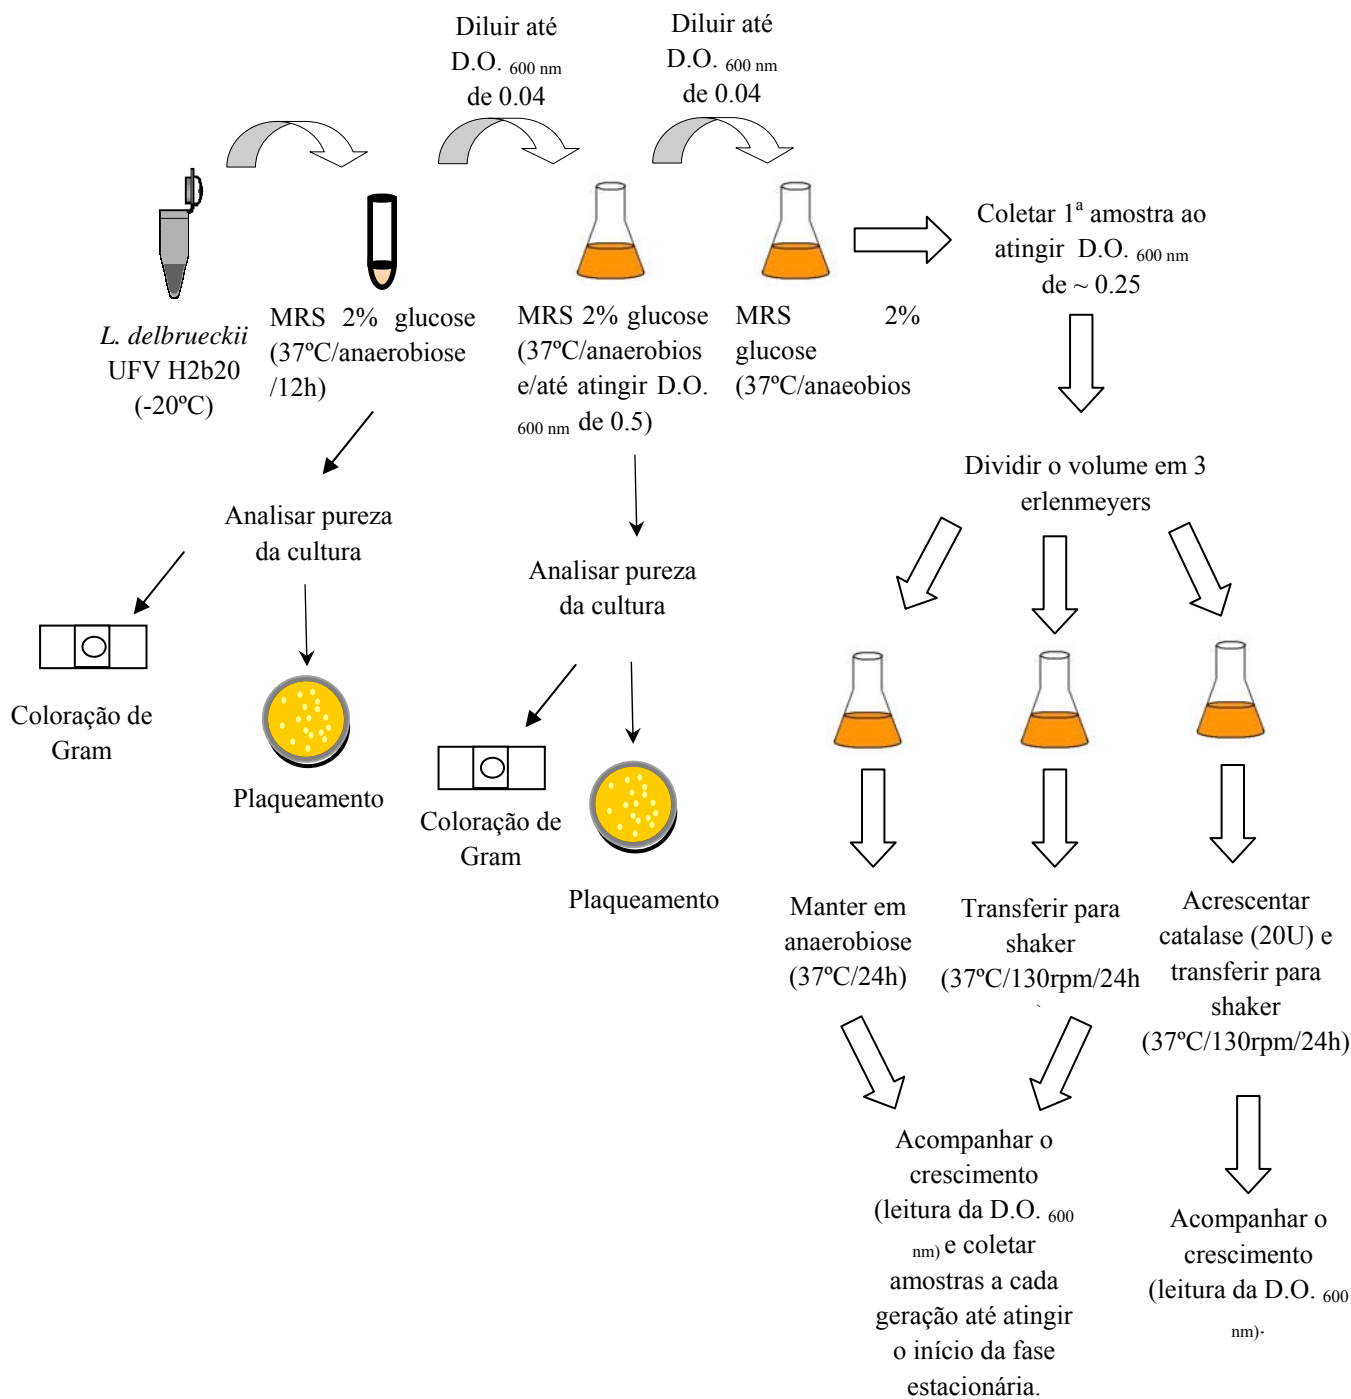 Diluir até
D.O. 600 nm
de 0.04
Diluir até
D.O. 600 nm
de 0.04
L. delbrueckii
UFV H2b20
(-20ºC)
MRS 2% glucose
(37ºC/anaerobiose
/12h)
MRS 2% glucose
(37ºC/anaerobios
e/até atingir D.O.
600 nm de 0.5)
MRS 2%
glucose
(37ºC/anaeobios
Coletar 1ª amostra ao
atingir D.O. 600 nm
de ~ 0.25
Dividir o volume em 3
erlenmeyers
Analisar pureza
da cultura
Coloração de
Gram
Plaqueamento
Analisar pureza
da cultura
Coloração de
Gram
Plaqueamento
Manter em
anaerobiose
(37ºC/24h)
Transferir para
shaker
(37ºC/130rpm/24h
Acrescentar
catalase (20U) e
transferir para
shaker
(37ºC/130rpm/24h)
Acompanhar o
crescimento
(leitura da D.O. 600
nm) e coletar
amostras a cada
geração até atingir
o início da fase
estacionária.
Acompanhar o
crescimento
(leitura da D.O. 600
nm).